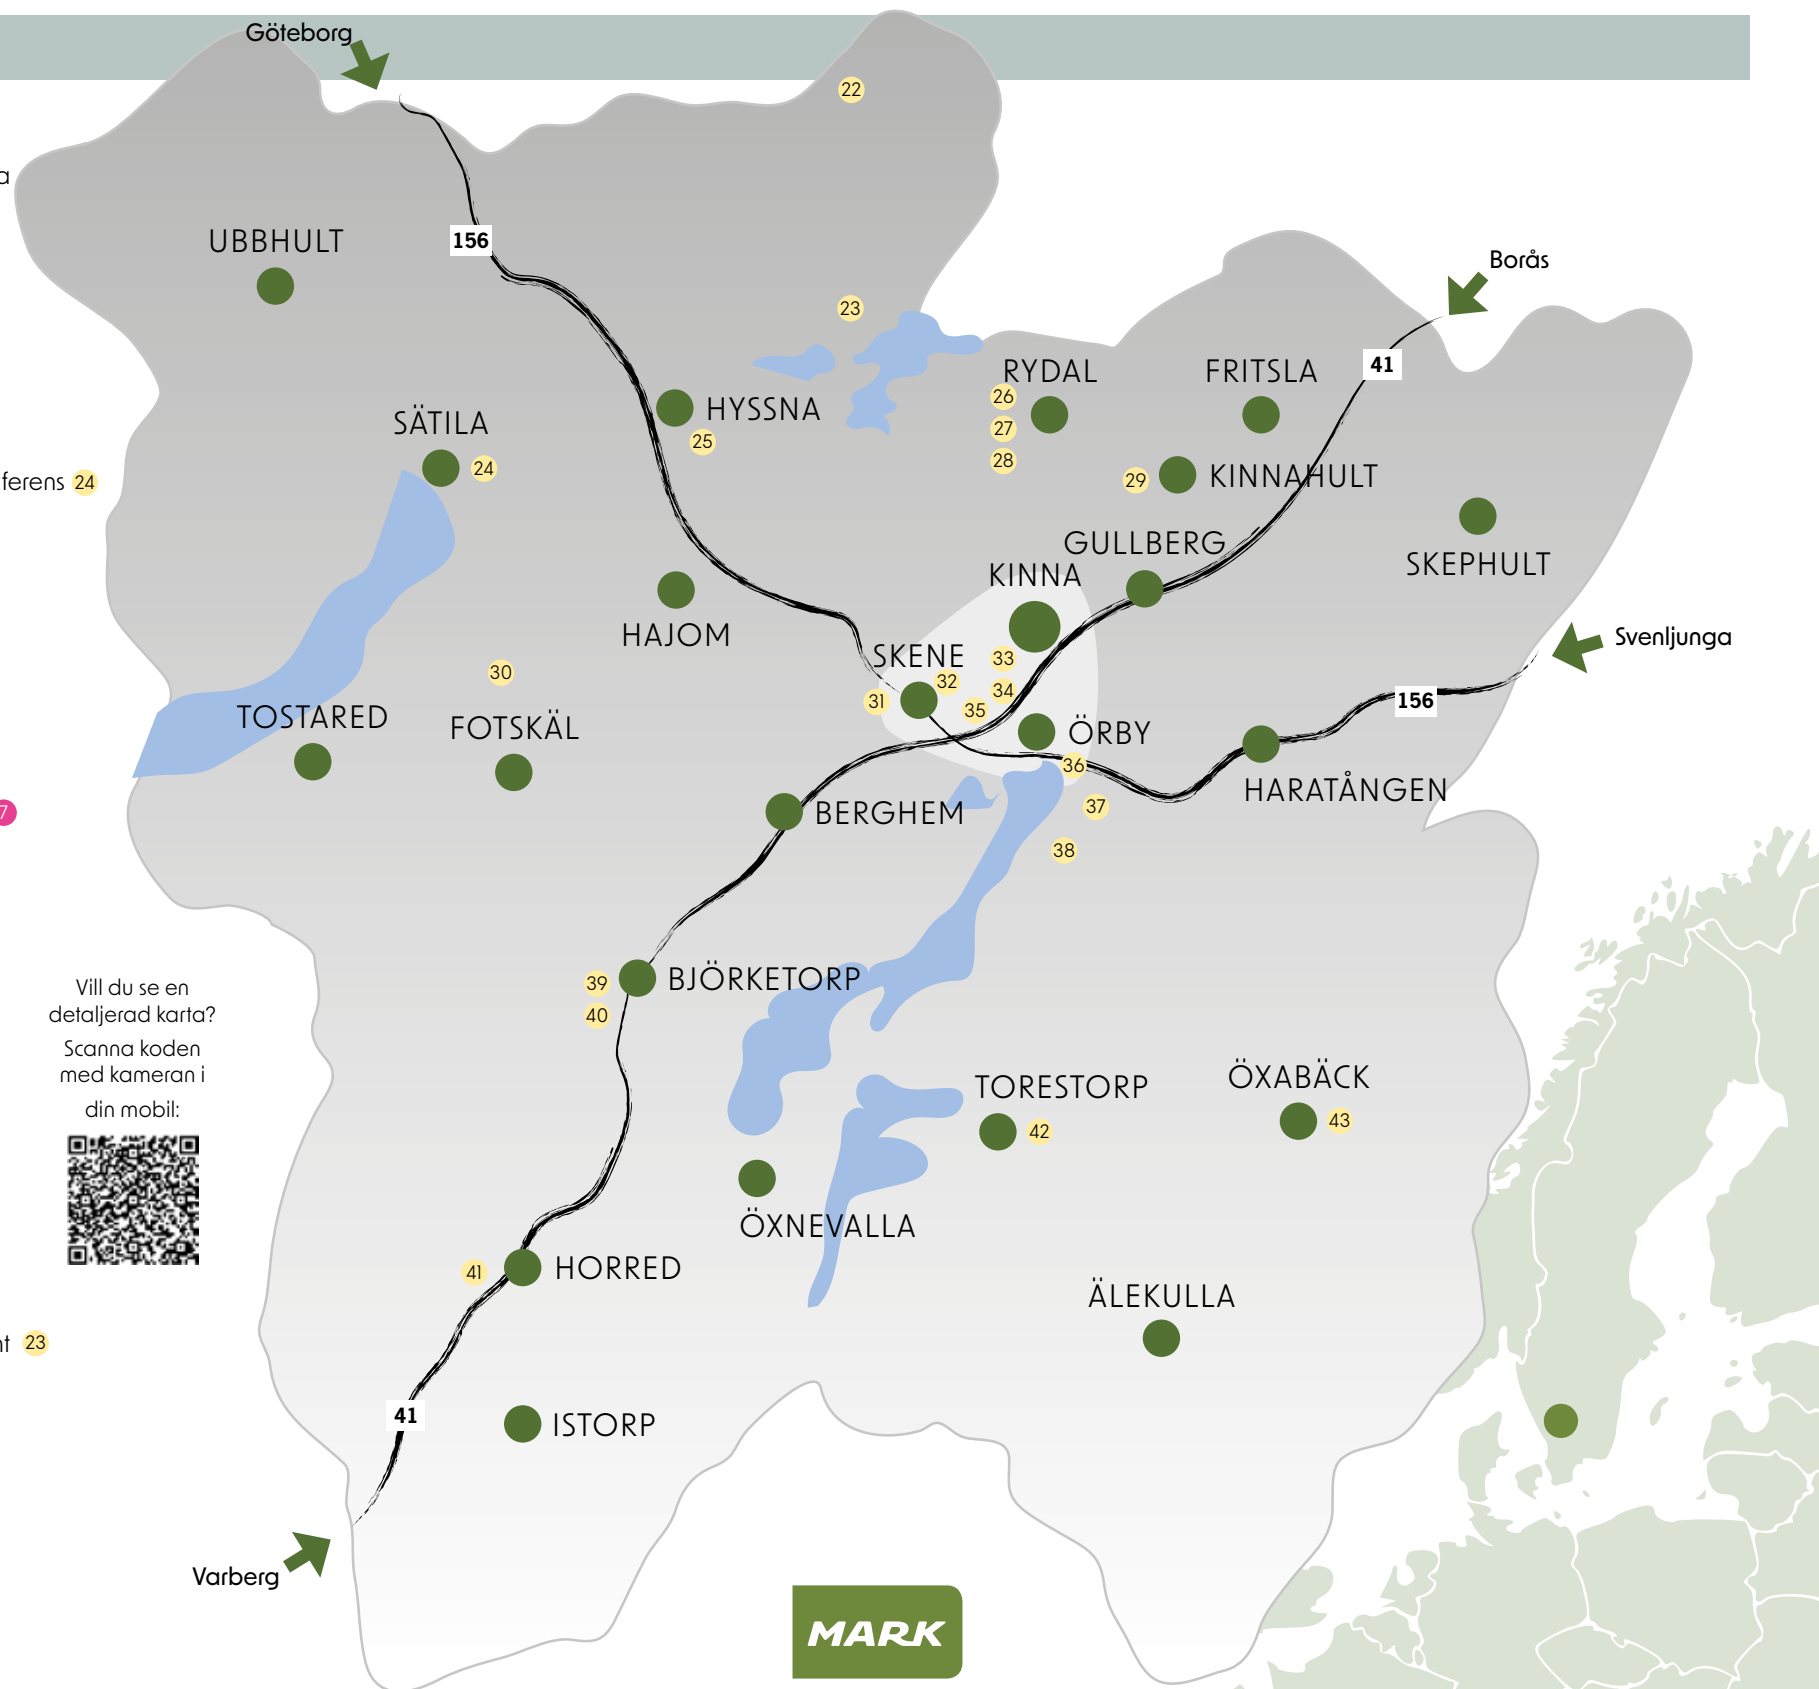 Göteborg
22
a
UBBHULT
156
Borås
23
41
RYDAL
FRITSLA
26
HYSSNA
SÄTILA
27
25
28
24
ferens 24
29
KINNAHULT
GULLBERG
SKEPHULT
KINNA
HAJOM
Svenljunga
SKENE
33
30
32
34
31
35
156
TOSTARED
FOTSKÄL
ÖRBY
36
HARATÅNGEN
7
BERGHEM
37
38
Vill du se en
detaljerad karta?
Scanna koden
med kameran i
din mobil:
39
BJÖRKETORP
40
TORESTORP
42
ÖXABÄCK
43
ÖXNEVALLA
41
HORRED
ÄLEKULLA
nt 23
41
ISTORP
Varberg
MARK